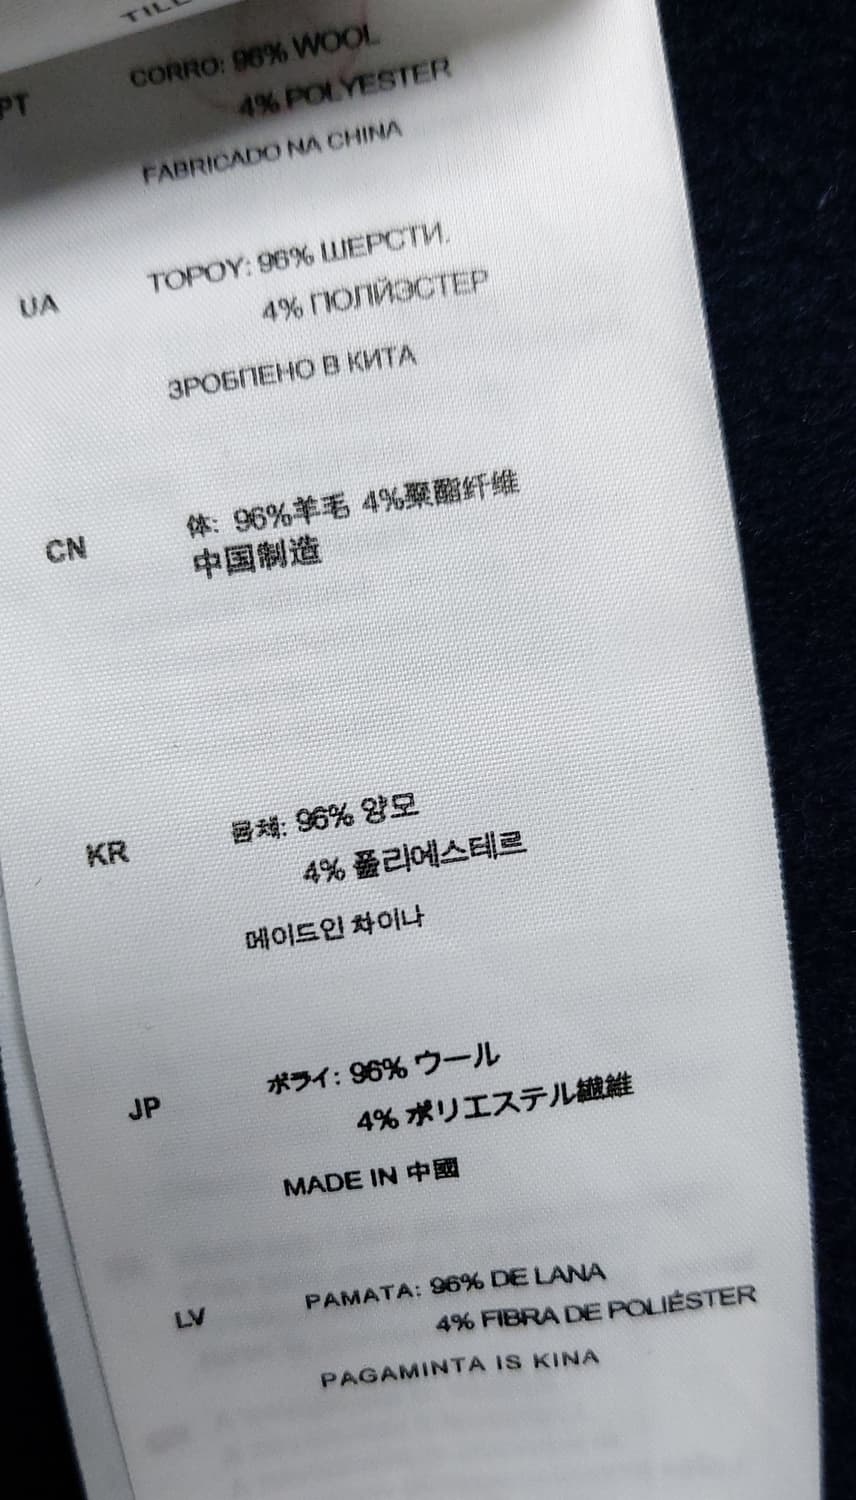 TILL
PT CORRO: 96% WOOL
4% POLYESTER
FABRICADO NA CHINA
UA ТОРОУ: 96% ШЕРСТИ.
4% ПОЛЙЭСТЕР
ЗРОБПЕНО В КИТА
CN 体: 96%羊毛 4%聚酯纤维
中国制造
KR 몸체: 96% 양모
4% 폴리에스테르
메이드인 차이나
JP ボライ: 96% ウール
4% ポリエステル繊維
MADE IN 中國
LV PAMATA: 96% DE LANA
4% FIBRA DE POLIÉSTER
PAGAMINTA IS KINA